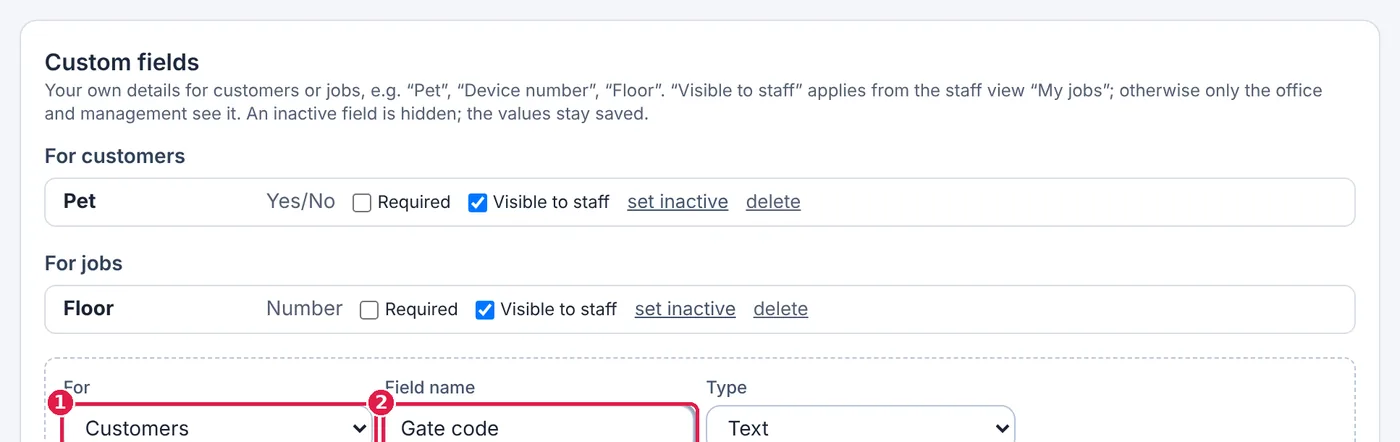 Custom fields
Your own details for customers or jobs, e.g. “Pet”, “Device number”, “Floor”. “Visible to staff” applies from the staff view “My jobs”; otherwise only the office
and management see it. An inactive field is hidden; the values stay saved.
For customers
Pet Yes/No Required Visible to staff set inactive delete
For jobs
Floor Number Required Visible to staff set inactive delete
For Field name Type
1 2
Customers Gate code Text